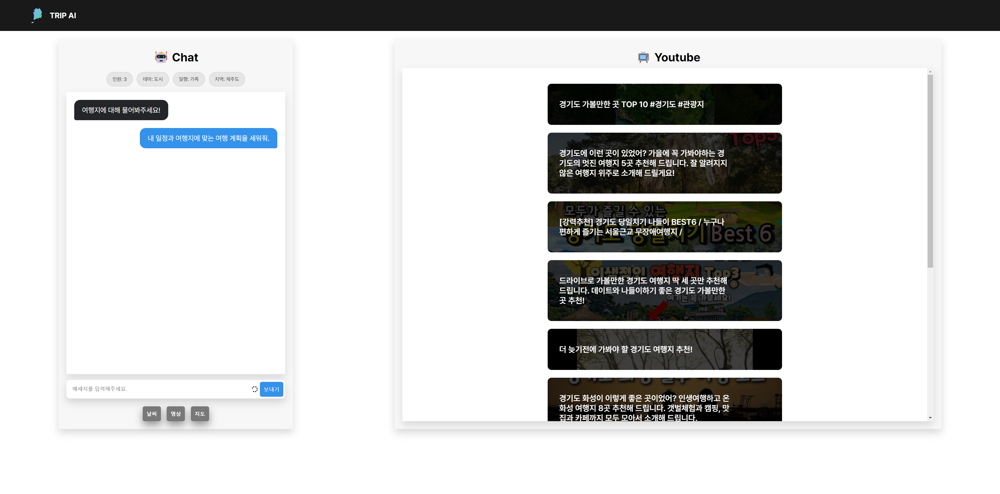 TRIP AI
Chat
인원: 3
테마: 도시
일행: 가족
지역: 제주도
여행지에 대해 물어봐주세요!
내 일정과 여행지에 맞는 여행 계획을 세워줘.
메세지를 입력해주세요.
보내기
날씨
영상
지도
Youtube
경기도 가볼만한 곳 TOP 10 #경기도 #관광지
Top5
경기도에 이런 곳이 있었어? 가을에 꼭 가봐야하는 경
기도의 멋진 여행지 5곳 추천해 드립니다. 잘 알려지지
않은 여행지 위주로 소개해 드릴게요!
모두가 즐길 수 있는
[강력추천] 경기도 당일치기 나들이 BEST6 / 누구나
편하게 즐기는 서울근교 무장애여행지 /
경기도 당일치기 Best 6
이색적인 여행지 Top3
드라이브로 가볼만한 경기도 여행지 딱 세 곳만 추천해
드립니다. 데이트와 나들이하기 좋은 경기도 가볼만한
곳 추천!
여기는 꼭 가보세요!
더 늦기전에 가봐야 할 경기도 여행지 추천!
경기도 화성이 이렇게 좋은 곳이었어? 인생여행하고 온
화성 여행지 8곳 추천해 드립니다. 갯벌체험과 캠핑, 맛
집과 카페까지 모두 모아서 소개해 드립니다.